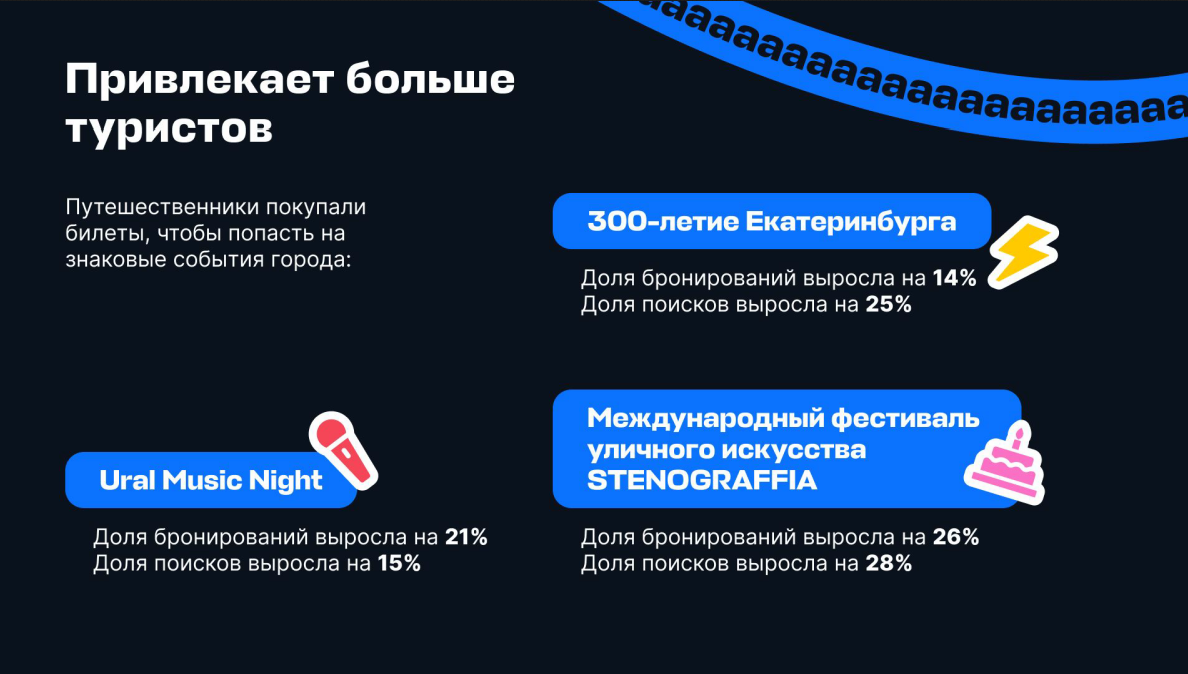 аааааааааааааааааааааа
Привлекает больше
туристов
Путешественники покупали
билеты, чтобы попасть на
знаковые события города:
300-летие Екатеринбурга
Доля бронирований выросла на 14%
Доля поисков выросла на 25%
Ural Music Night
Доля бронирований выросла на 21%
Доля поисков выросла на 15%
Международный фестиваль
уличного искусства
STENOGRAFFIA
Доля бронирований выросла на 26%
Доля поисков выросла на 28%